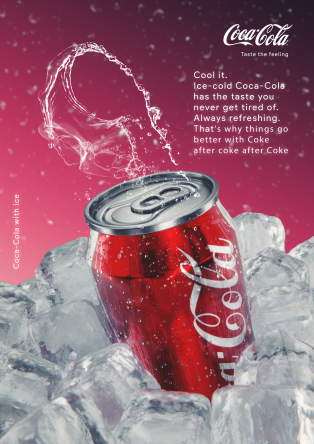 Coca-Cola
Taste the feeling
Cool it.
Ice-cold Coca-Cola
has the taste you
never get tired of.
Always refreshing.
That's why things go
better with Coke
after coke after Coke
Coca-Cola with ice
a-Cola